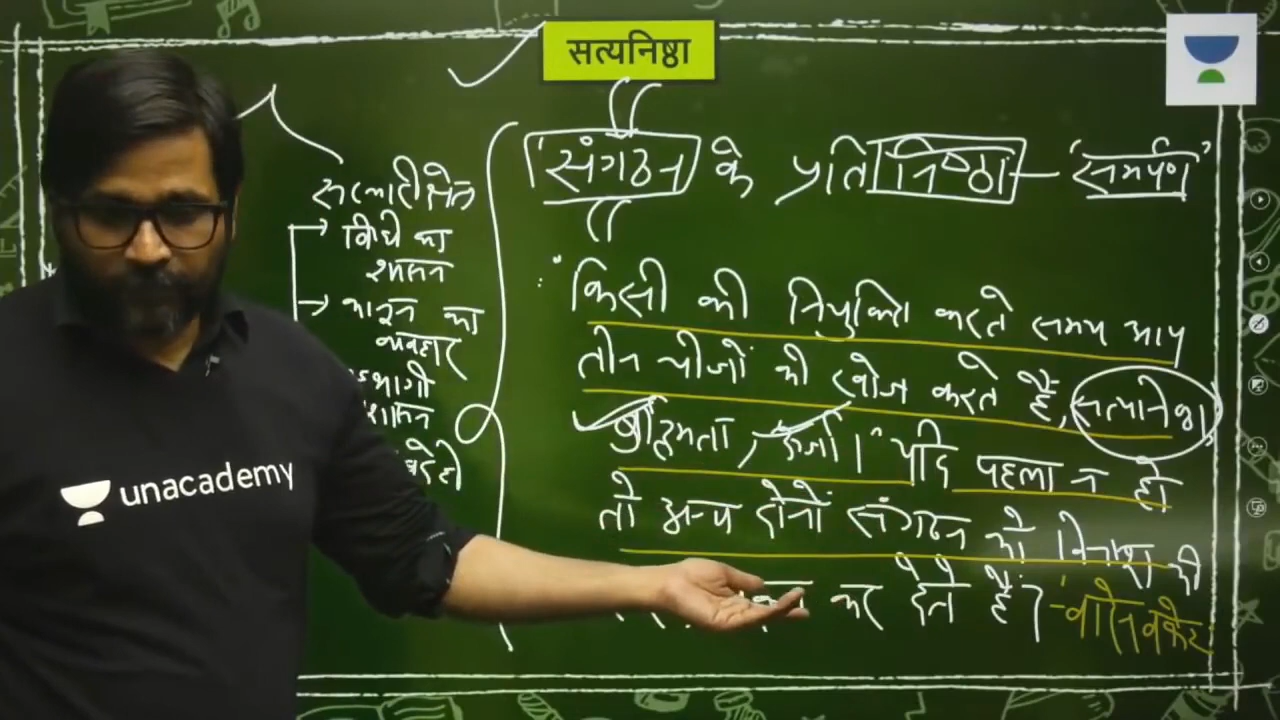 सत्यनिष्ठा
"संगठन" के प्रति निष्ठा — "समर्पण"
"किसी की नियुक्ति करते समय आप
तीन चीजों की खोज करते हैं, सत्यनिष्ठा,
बुद्धिमता, ऊर्जा।" यदि पहला न हो
तो अन्य दोनों संगठन को विनाश की
कर देते हैं" - वारेन बफेट
विधि का
शासन
कानून का
व्यवहार
unacademy